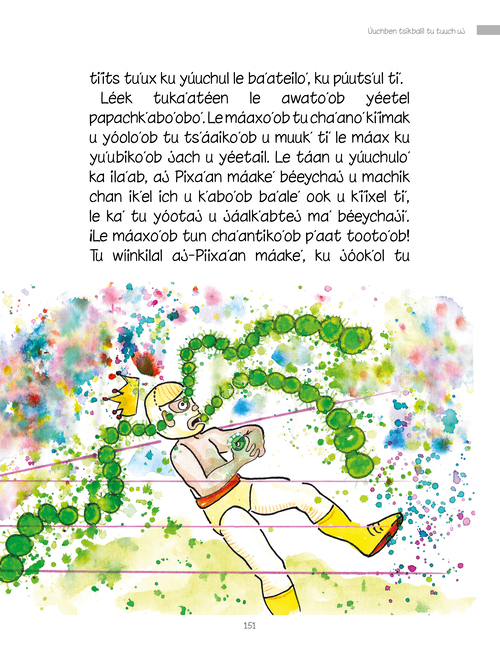 Úuchben tsikbalil tu tuuch uj
tíits tu'ux ku yúuchul le ba'ateilo', ku púuts'ul ti'.
Léek tuka'atéen le awato'ob yéetel
papachk'abo'obo'. Le máaxo'ob tu cha'ano' ki'imak
u yóolo'ob tu ts'áaiko'ob u muuk' ti' le máax ku
yu'ubiko'ob jach u yéetail. Le táan u yúuchulo'
ka ila'ab, aj Pixa'an máake' béeychaj u machik
chan ik'el ich u k'abo'ob ba'ale' ook u k'íixel ti',
le ka' tu yóotaj u jáalk'abtej ma' béeychaji'.
¡Le máaxo'ob tun cha'antiko'ob p'aat tooto'ob!
Tu wíinkilal aj-Piixa'an máake', ku jóok'ol tu
151